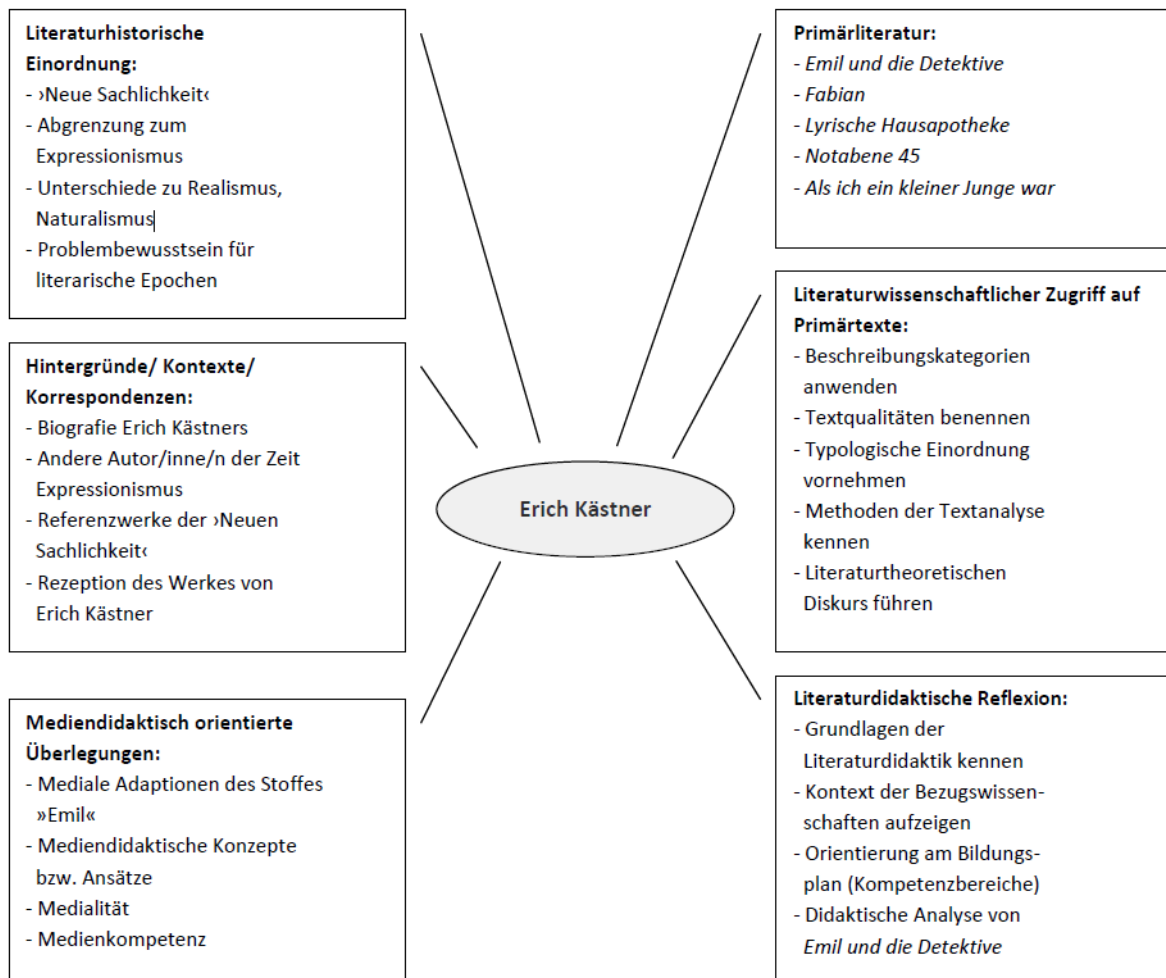 Literaturhistorische
Einordnung:
- ›Neue Sachlichkeit‹
- Abgrenzung zum
Expressionismus
- Unterschiede zu Realismus,
Naturalismus
- Problembewusstsein für
literarische Epochen
Hintergründe/ Kontexte/
Korrespondenzen:
- Biografie Erich Kästners
- Andere Autor/inne/n der Zeit
Expressionismus
- Referenzwerke der ›Neuen
Sachlichkeit‹
- Rezeption des Werkes von
Erich Kästner
Mediendidaktisch orientierte
Überlegungen:
- Mediale Adaptionen des Stoffes
»Emil«
- Mediendidaktische Konzepte
bzw. Ansätze
- Medialität
- Medienkompetenz
Erich Kästner
Primärliteratur:
- Emil und die Detektive
- Fabian
- Lyrische Hausapotheke
- Notabene 45
- Als ich ein kleiner Junge war
Literaturwissenschaftlicher Zugriff auf
Primärtexte:
- Beschreibungskategorien
anwenden
- Textqualitäten benennen
- Typologische Einordnung
vornehmen
- Methoden der Textanalyse
kennen
- Literaturtheoretischen
Diskurs führen
Literaturdidaktische Reflexion:
- Grundlagen der
Literaturdidaktik kennen
- Kontext der Bezugswissen-
schaften aufzeigen
- Orientierung am Bildungs-
plan (Kompetenzbereiche)
- Didaktische Analyse von
Emil und die Detektive